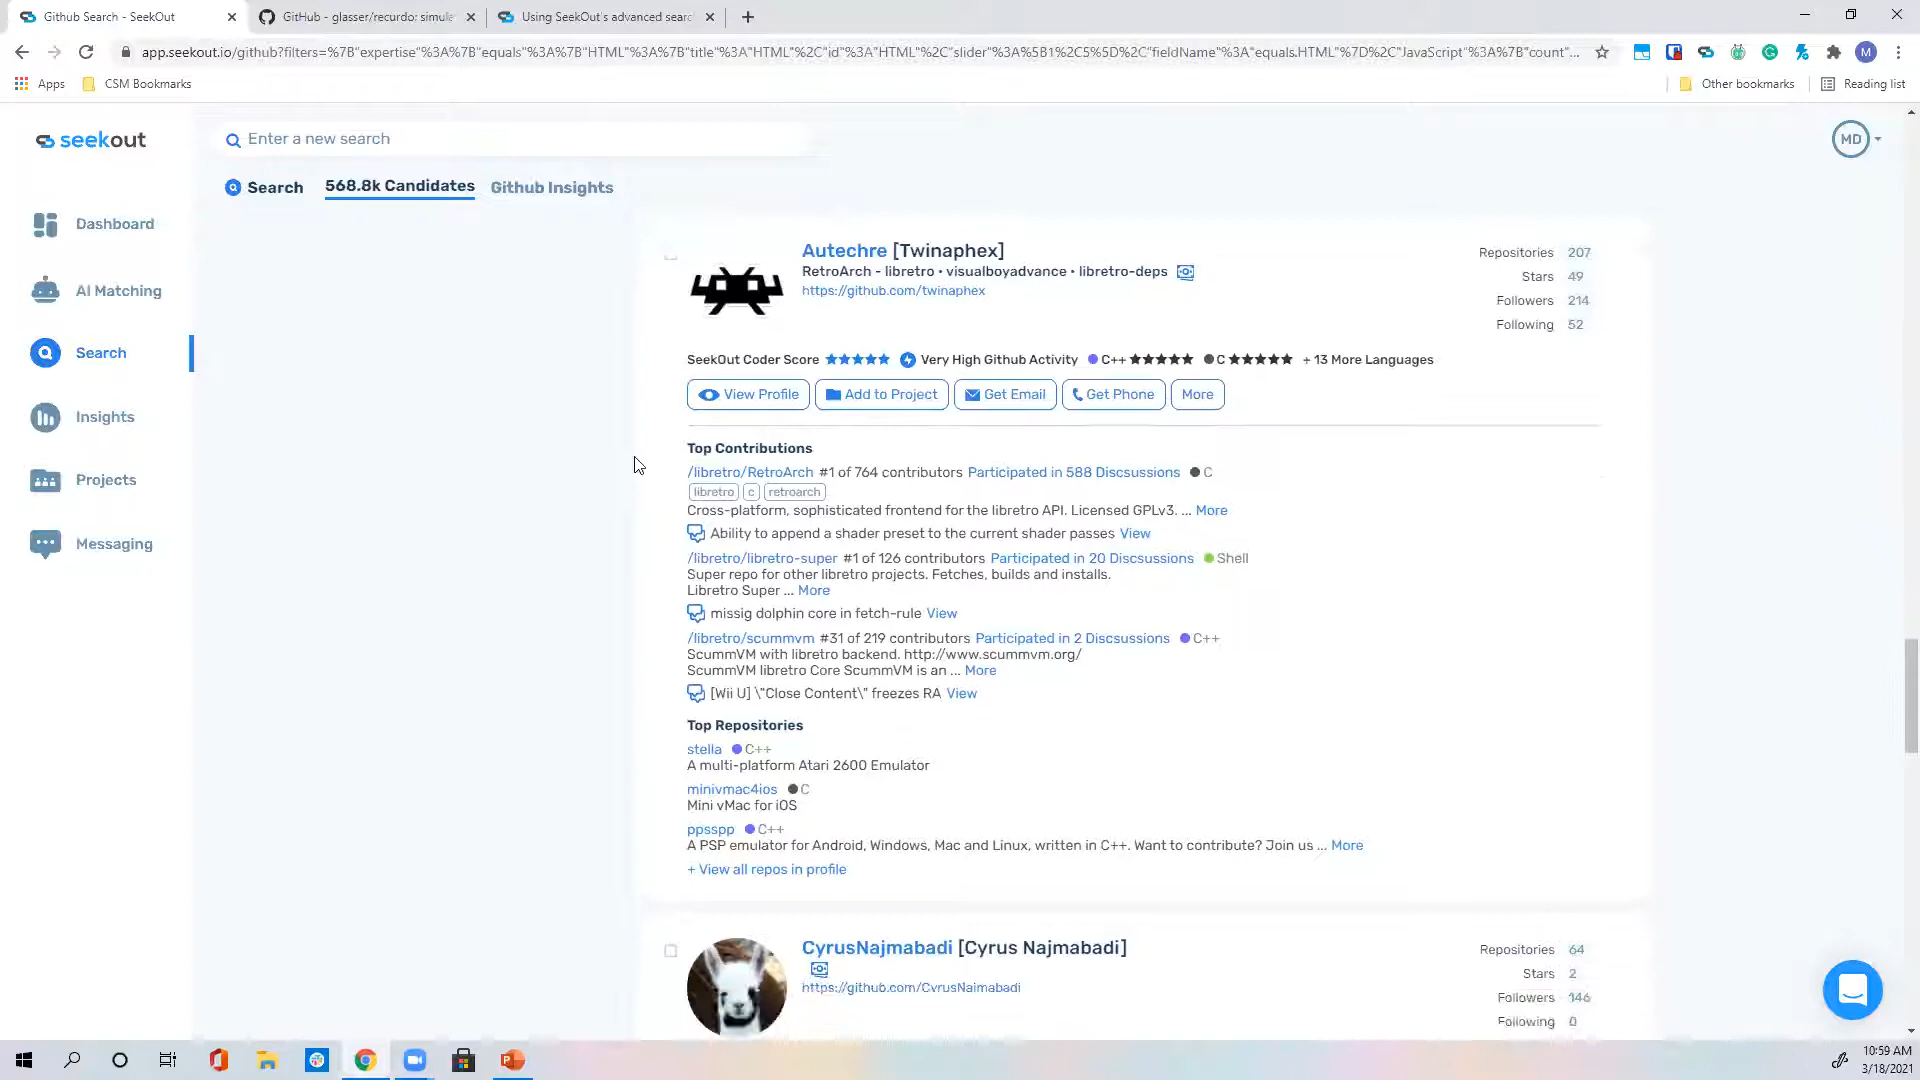 Github Search - SeekOut
GitHub - glasser/recurdo: simula
Using SeekOut's advanced sear
app.seekout.io/github?filters=%7B"expertise"%3A%7B"equals"%3A%7B"HTML"%3A%7B"title"%3A"HTML"%2C"id"%3A"HTML"%2C"slider"%3A%5B1%2C5%5D%2C"fieldName"%3A"equals.HTML"%7D%2C"JavaScript"%3A%7B"count"...
M
Apps
CSM Bookmarks
Other bookmarks
Reading list
seekout
Enter a new search
MD
Search
568.8k Candidates
Github Insights
Dashboard
AI Matching
Search
Insights
Projects
Messaging
Autechre [Twinaphex]
RetroArch - libretro • visualboyadvance • libretro-deps
https://github.com/twinaphex
Repositories 207
Stars 49
Followers 214
Following 52
SeekOut Coder Score ★★★★★ Very High Github Activity C++ ★★★★★ C ★★★★★ + 13 More Languages
View Profile
Add to Project
Get Email
Get Phone
More
Top Contributions
/libretro/RetroArch #1 of 764 contributors Participated in 588 Discsussions C
libretro c retroarch
Cross-platform, sophisticated frontend for the libretro API. Licensed GPLv3. ... More
Ability to append a shader preset to the current shader passes View
/libretro/libretro-super #1 of 126 contributors Participated in 20 Discsussions Shell
Super repo for other libretro projects. Fetches, builds and installs.
Libretro Super ... More
missig dolphin core in fetch-rule View
/libretro/scummvm #31 of 219 contributors Participated in 2 Discsussions C++
ScummVM with libretro backend. http://www.scummvm.org/
ScummVM libretro Core ScummVM is an ... More
[Wii U] \"Close Content\" freezes RA View
Top Repositories
stella C++
A multi-platform Atari 2600 Emulator
minivmac4ios C
Mini vMac for iOS
ppsspp C++
A PSP emulator for Android, Windows, Mac and Linux, written in C++. Want to contribute? Join us ... More
+ View all repos in profile
CyrusNajmabadi [Cyrus Najmabadi]
https://github.com/CyrusNajmabadi
Repositories 64
Stars 2
Followers 146
Following 0
10:59 AM
3/18/2021